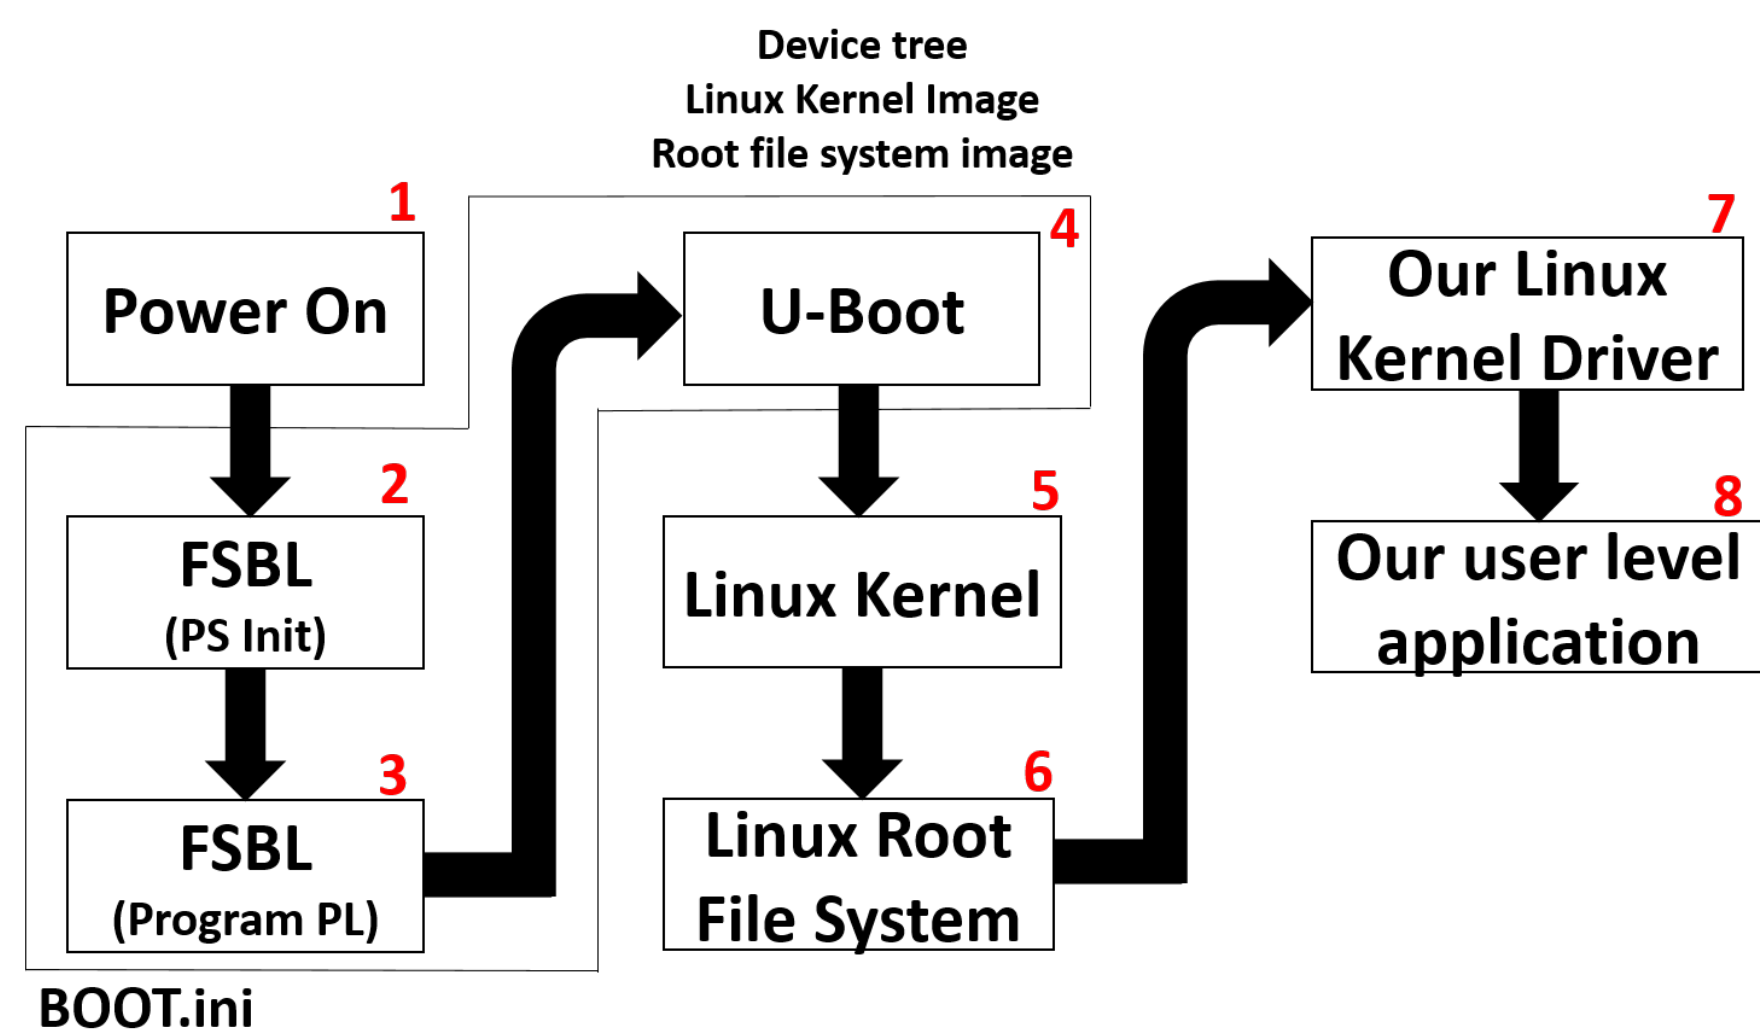 Device tree
Linux Kernel Image
Root file system image
1
Power On
2
FSBL
(PS Init)
3
FSBL
(Program PL)
BOOT.ini
4
U-Boot
5
Linux Kernel
6
Linux Root
File System
7
Our Linux
Kernel Driver
8
Our user level
application